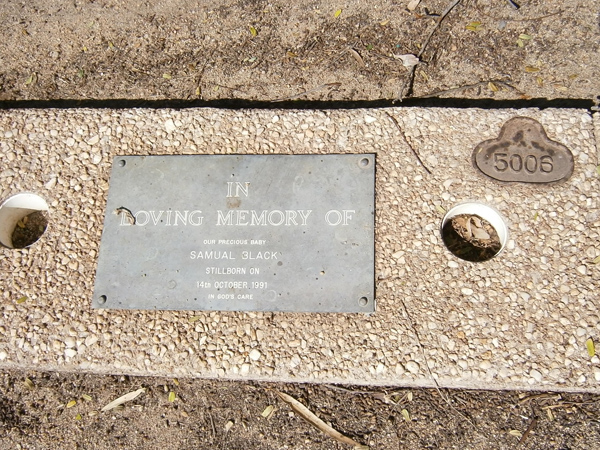 IN
LOVING MEMORY OF
OUR PRECIOUS BABY
SAMUAL BLACK
STILLBORN ON
14th OCTOBER 1991
IN GOD'S CARE
5006